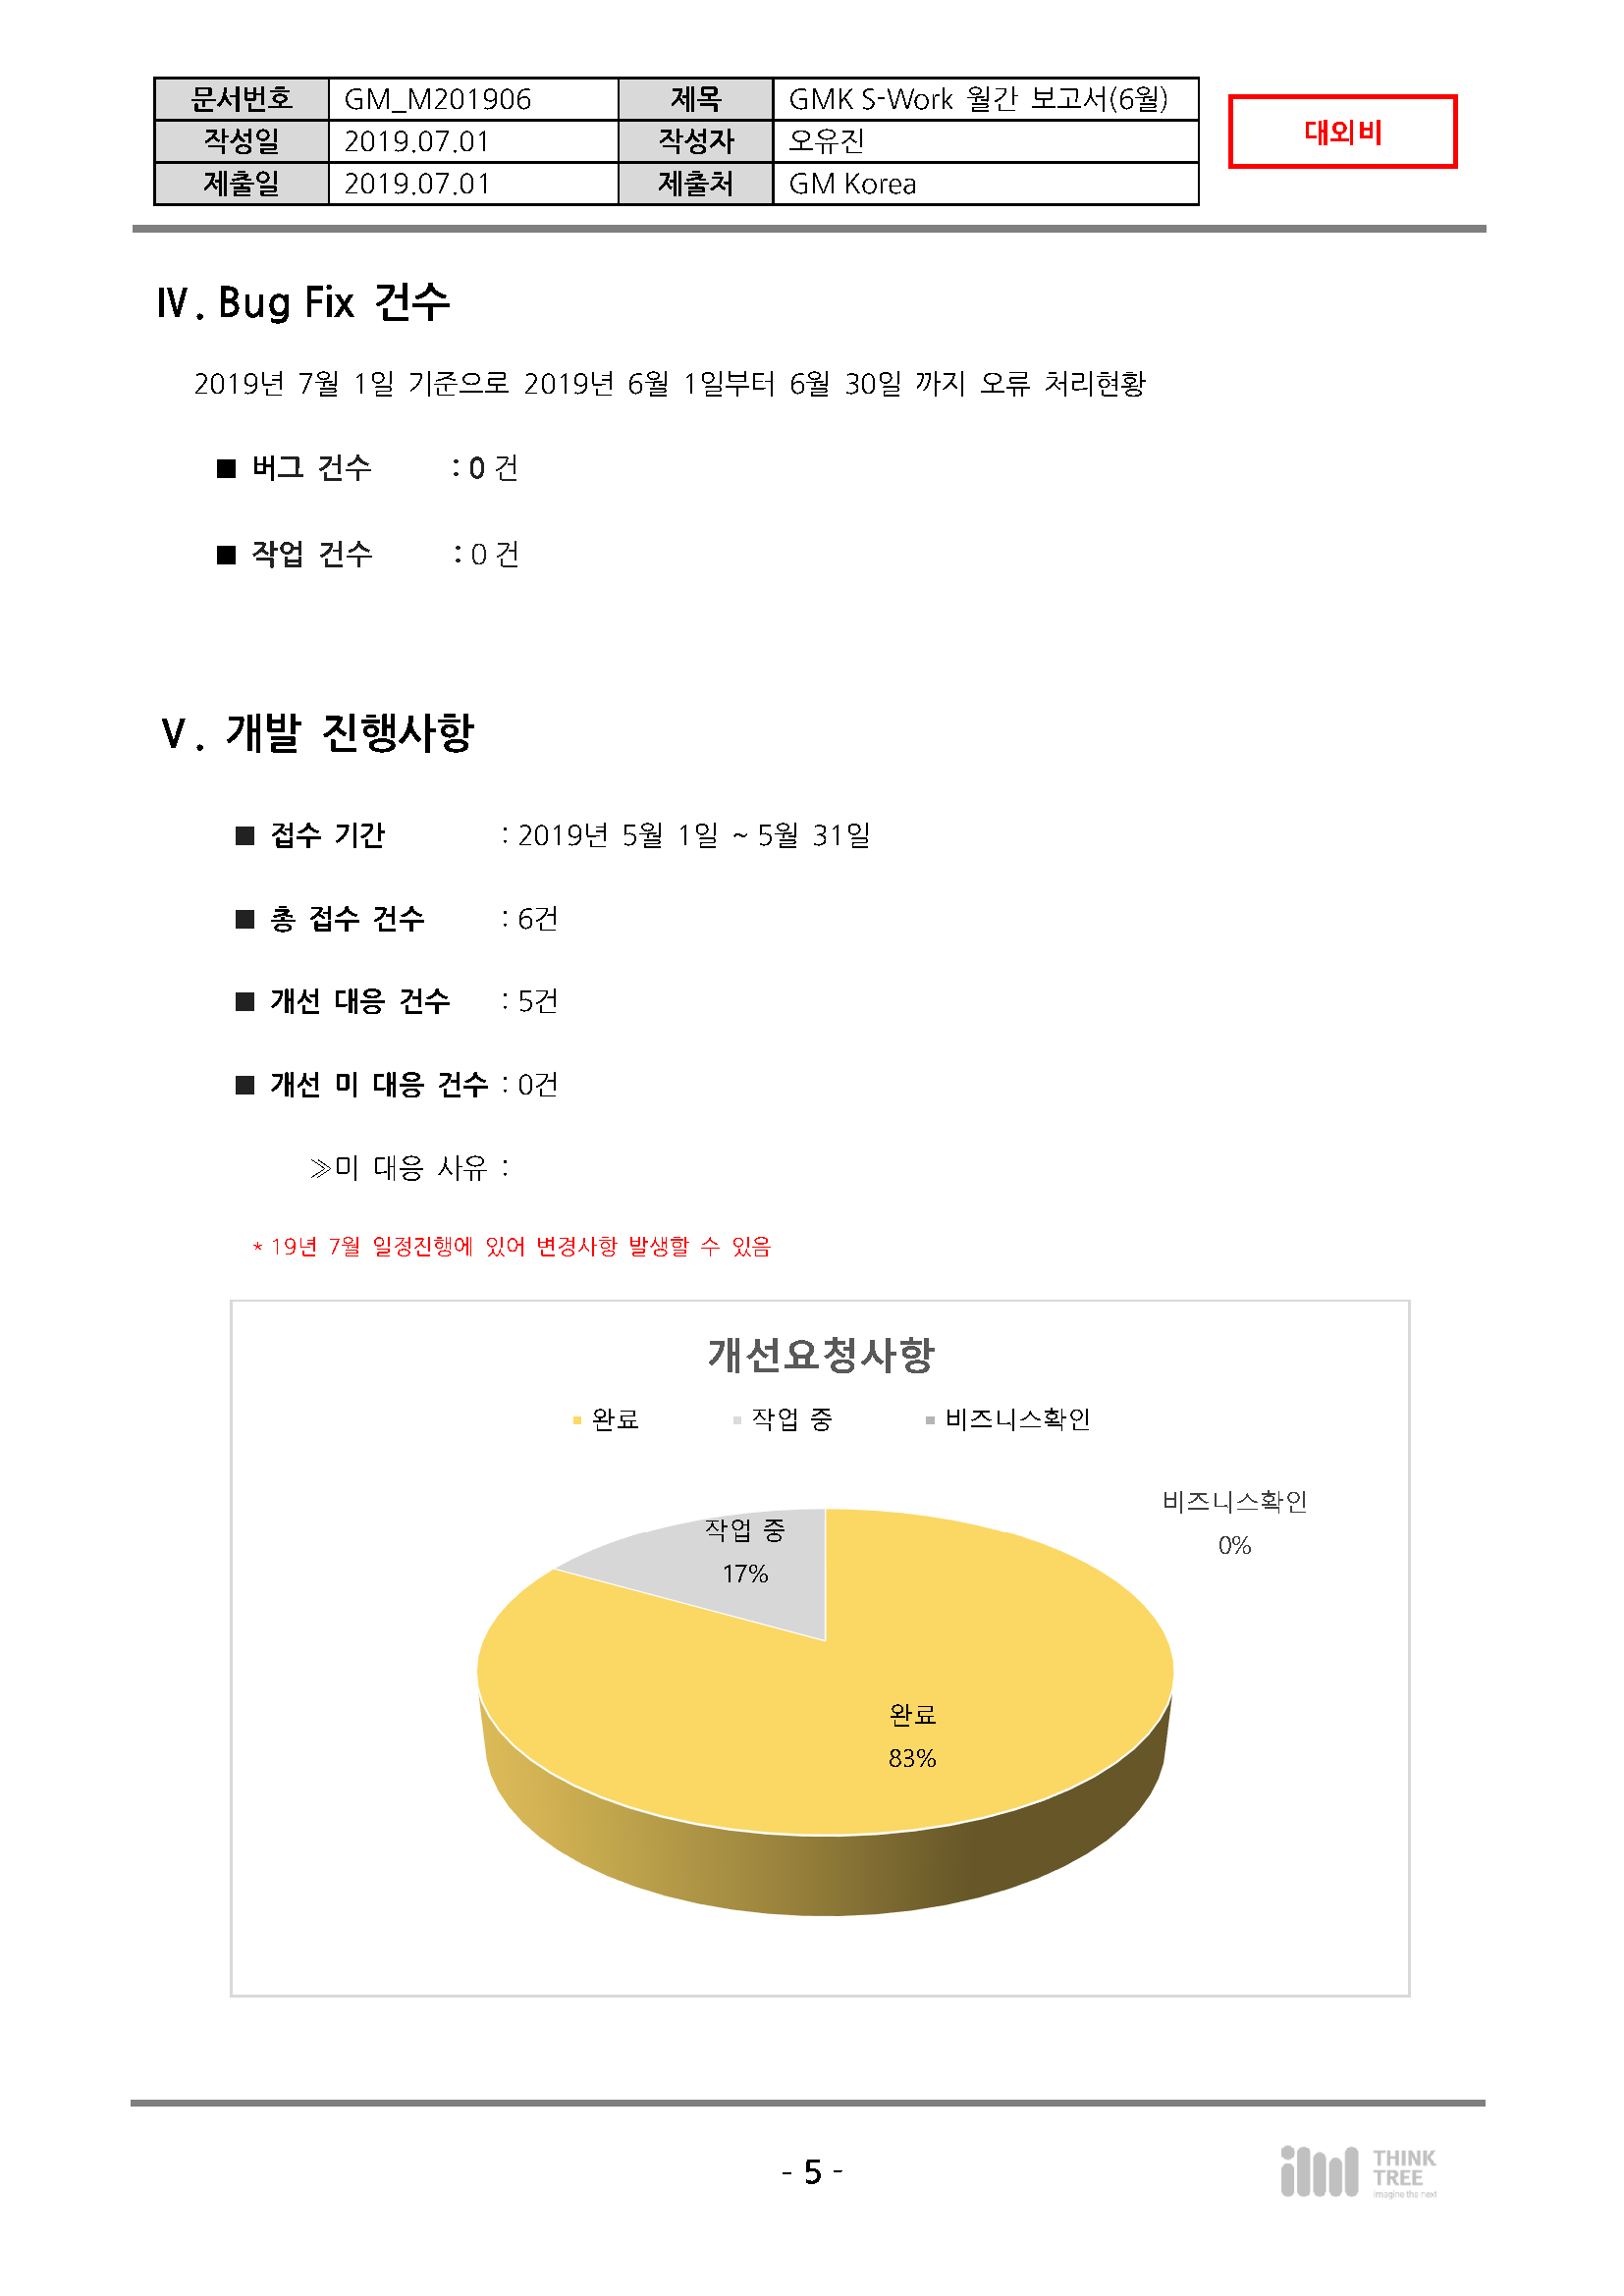 문서번호 GM_M201906 제목 GMK S-Work 월간 보고서(6월)
작성일 2019.07.01 작성자 오유진
제출일 2019.07.01 제출처 GM Korea
대외비
Ⅳ. Bug Fix 건수
2019년 7월 1일 기준으로 2019년 6월 1일부터 6월 30일 까지 오류 처리현황
■ 버그 건수 : 0 건
■ 작업 건수 : 0 건
Ⅴ. 개발 진행사항
■ 접수 기간 : 2019년 5월 1일 ~ 5월 31일
■ 총 접수 건수 : 6건
■ 개선 대응 건수 : 5건
■ 개선 미 대응 건수 : 0건
≫미 대응 사유 :
* 19년 7월 일정진행에 있어 변경사항 발생할 수 있음
개선요청사항
완료 작업 중 비즈니스확인
비즈니스확인
0%
작업 중
17%
완료
83%
- 5 -
THINK
TREE
imagine the next